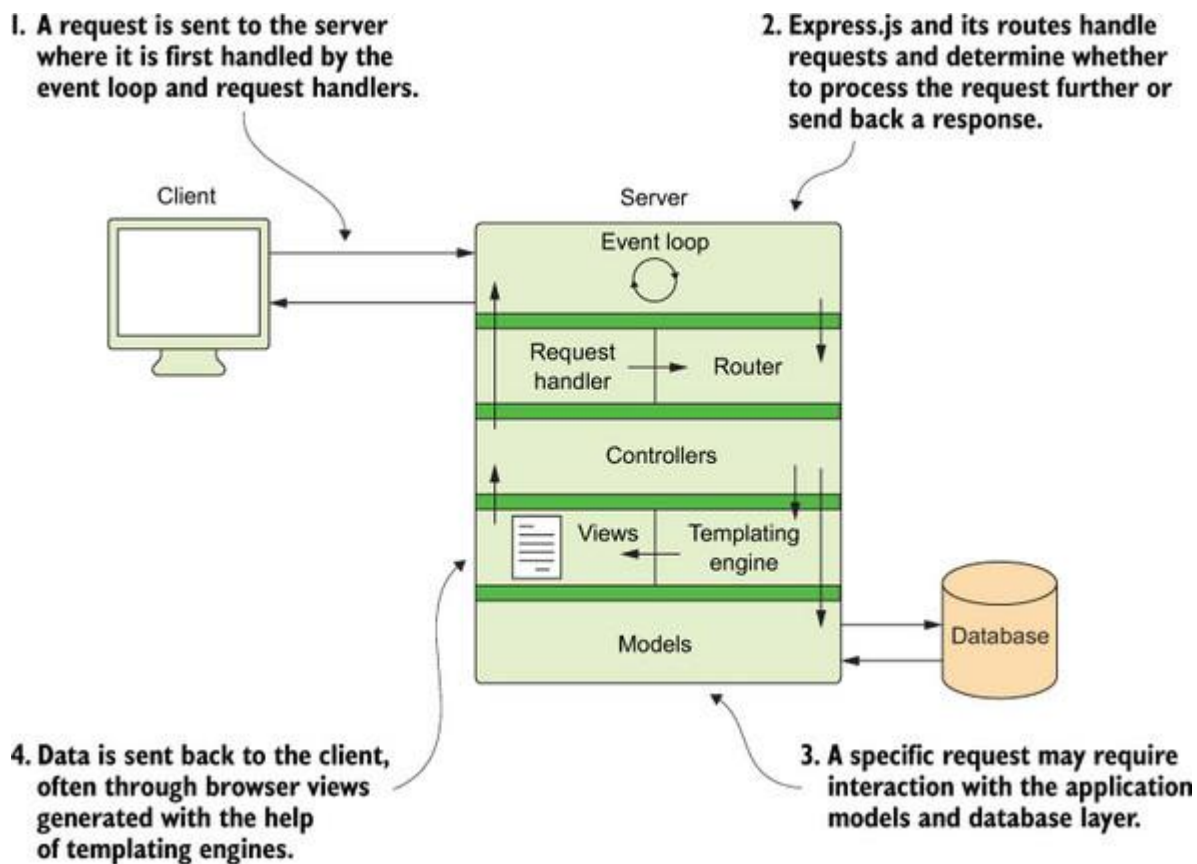 1. A request is sent to the server
where it is first handled by the
event loop and request handlers.
2. Express.js and its routes handle
requests and determine whether
to process the request further or
send back a response.
Client
Server
Event loop
Request
handler
Router
Controllers
Views
Templating
engine
Models
Database
4. Data is sent back to the client,
often through browser views
generated with the help
of templating engines.
3. A specific request may require
interaction with the application
models and database layer.